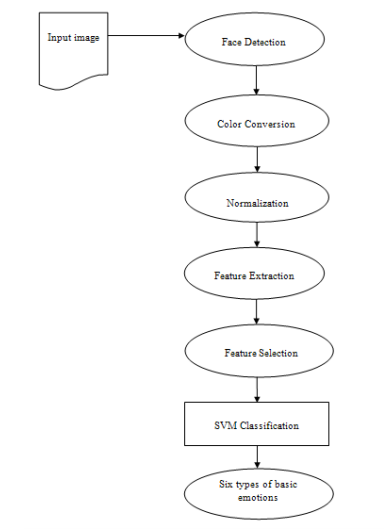 Input image
Face Detection
Color Conversion
Normalization
Feature Extraction
Feature Selection
SVM Classification
Six types of basic
emotions